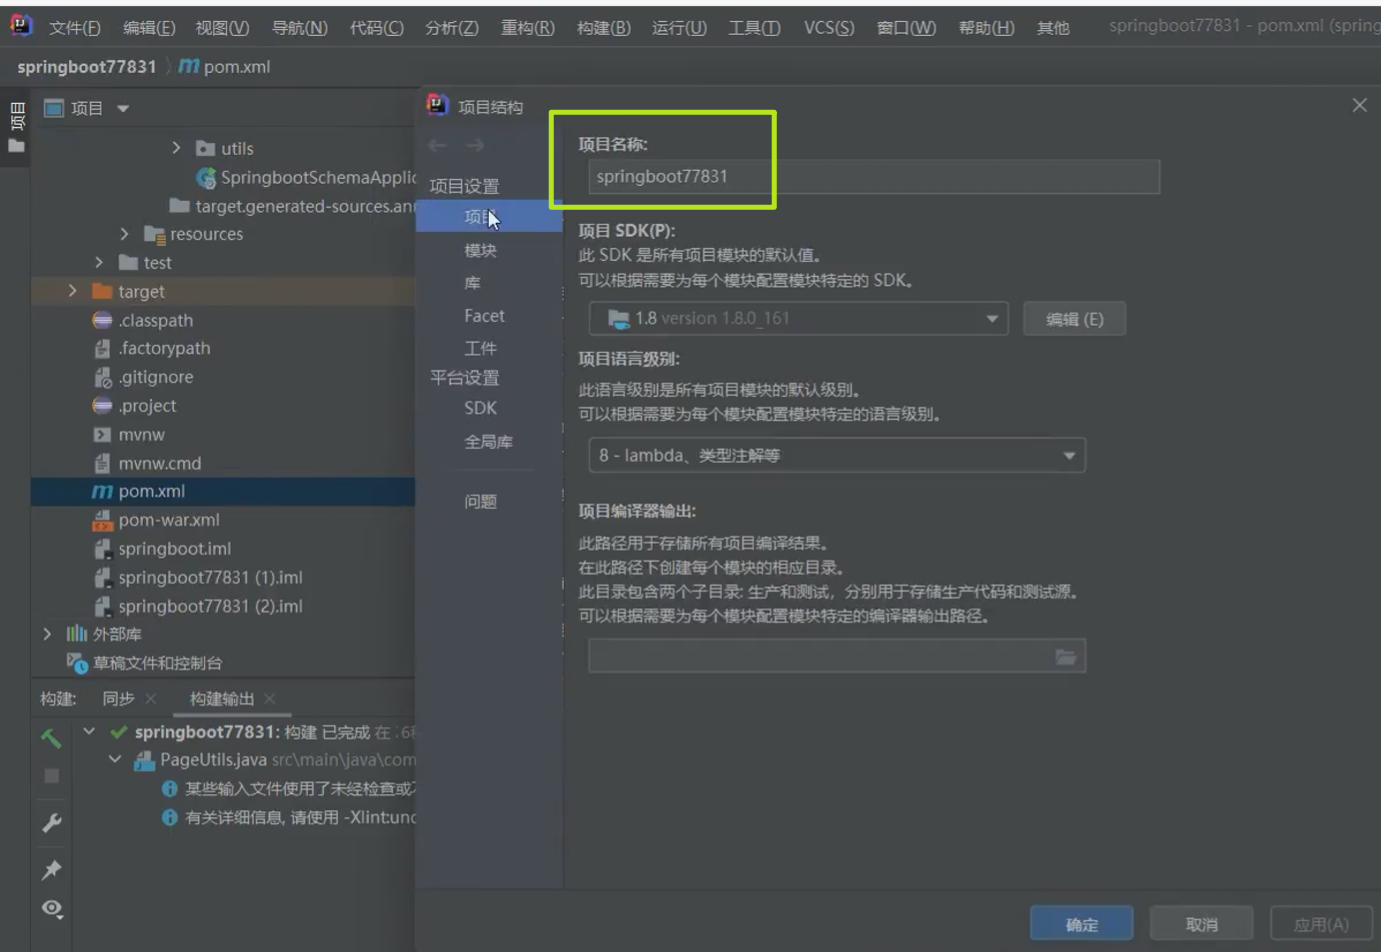 文件(F) 编辑(E) 视图(V) 导航(N) 代码(C) 分析(Z) 重构(R) 构建(B) 运行(U) 工具(T) VCS(S) 窗口(W) 帮助(H) 其他 springboot77831 - pom.xml (spring
springboot77831 pom.xml
项目
项目
utils
SpringbootSchemaApplic
target.generated-sources.an
resources
test
target
.classpath
.factorypath
.gitignore
.project
mvnw
mvnw.cmd
pom.xml
pom-war.xml
springboot.iml
springboot77831 (1).iml
springboot77831 (2).iml
外部库
草稿文件和控制台
项目结构
项目设置
项目
模块
库
Facet
工件
平台设置
SDK
全局库
问题
项目名称:
springboot77831
项目 SDK(P):
此 SDK 是所有项目模块的默认值。
可以根据需要为每个模块配置模块特定的 SDK。
1.8 version 1.8.0_161
编辑 (E)
项目语言级别:
此语言级别是所有项目模块的默认级别。
可以根据需要为每个模块配置模块特定的语言级别。
8 - lambda、类型注解等
项目编译器输出:
此路径用于存储所有项目编译结果。
在此路径下创建每个模块的相应目录。
此目录包含两个子目录: 生产和测试，分别用于存储生产代码和测试源。
可以根据需要为每个模块配置模块特定的编译器输出路径。
构建: 同步 构建输出
springboot77831: 构建 已完成 在 :6
PageUtils.java src\main\java\com
某些输入文件使用了未经检查或
有关详细信息, 请使用 -Xlint:unc
确定 取消 应用(A)